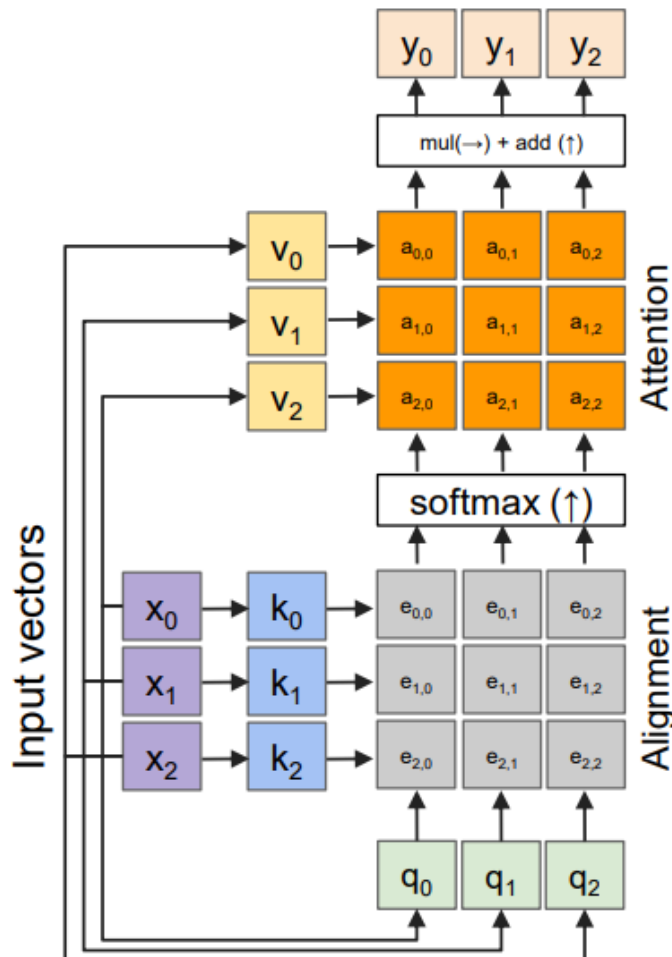 y0 y1 y2
mul(→) + add (↑)
v0 a0,0 a0,1 a0,2
v1 a1,0 a1,1 a1,2
v2 a2,0 a2,1 a2,2
Attention
softmax (↑)
Input vectors
x0 k0 e0,0 e0,1 e0,2
x1 k1 e1,0 e1,1 e1,2
x2 k2 e2,0 e2,1 e2,2
Alignment
q0 q1 q2